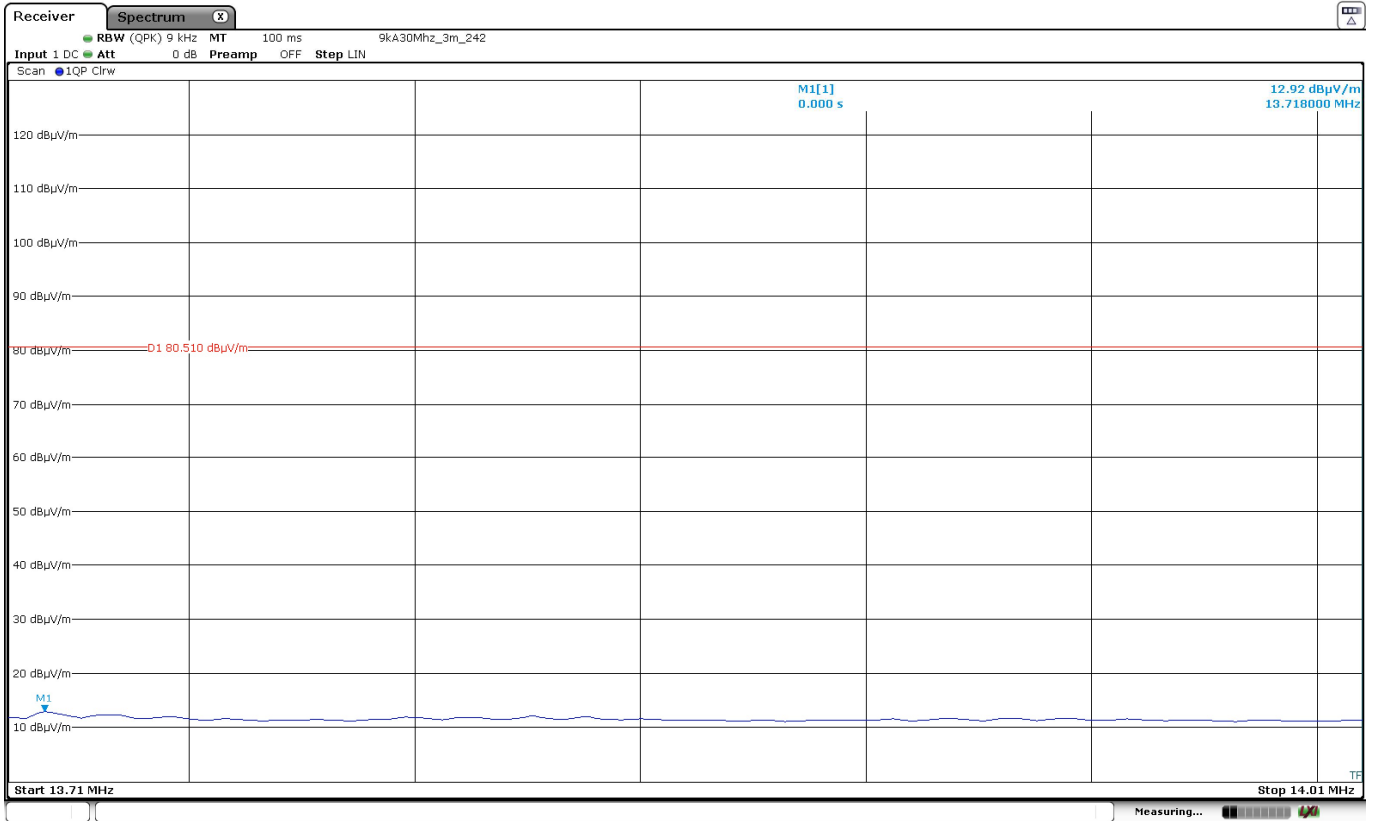 Receiver Spectrum X
RBW (QPK) 9 kHz MT 100 ms 9kA30Mhz_3m_242
Input 1 DC Att 0 dB Preamp OFF Step LIN
Scan 1QP Clrw
M1[1] 12.92 dBµV/m
0.000 s 13.718000 MHz
120 dBµV/m
110 dBµV/m
100 dBµV/m
90 dBµV/m
80 dBµV/m D1 80.510 dBµV/m
70 dBµV/m
60 dBµV/m
50 dBµV/m
40 dBµV/m
30 dBµV/m
20 dBµV/m
M1
10 dBµV/m
TF
Start 13.71 MHz Stop 14.01 MHz
Measuring...